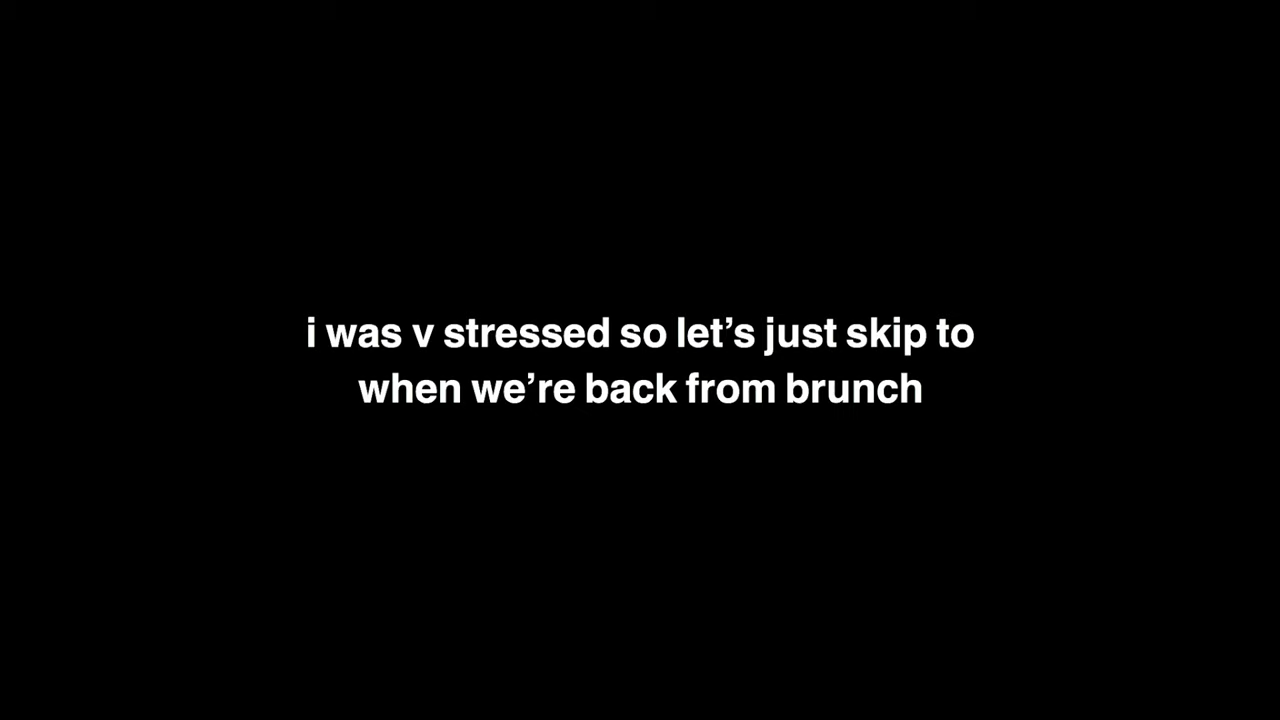 i was v stressed so let’s just skip to
when we’re back from brunch